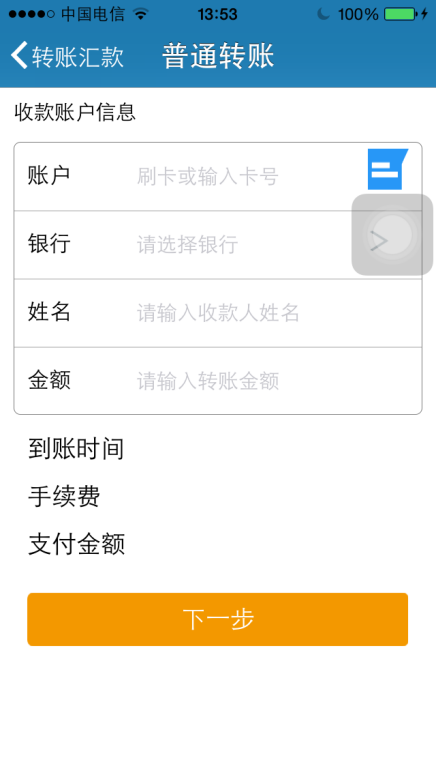 中国电信 13:53 100%
转账汇款 普通转账
收款账户信息
账户 刷卡或输入卡号
银行 请选择银行
姓名 请输入收款人姓名
金额 请输入转账金额
到账时间
手续费
支付金额
下一步